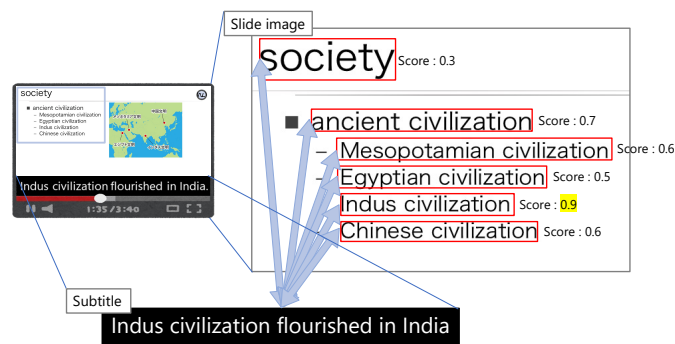 Slide image
society Score : 0.3
society
ancient civilization
Mesopotamian civilization
Egyptian civilization
Indus civilization
Chinese civilization
ancient civilization Score : 0.7
Mesopotamian civilization Score : 0.6
Egyptian civilization Score : 0.5
Indus civilization Score : 0.9
Chinese civilization Score : 0.6
Indus civilization flourished in India.
1:35/3:40
Subtitle
Indus civilization flourished in India